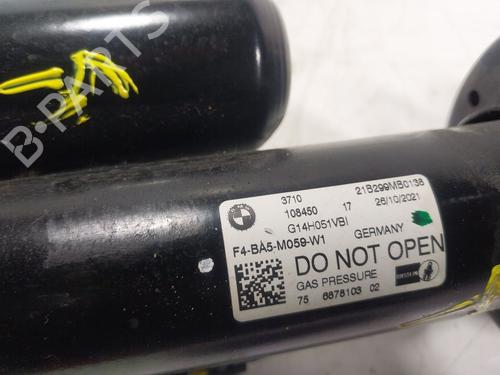 B-PARTS
3710
21B299MB0138
108450 17
26/10/2021
G14H051VBI
F4-BA5-M059-W1
GERMANY
DO NOT OPEN
GAS PRESSURE
75 6878103 02